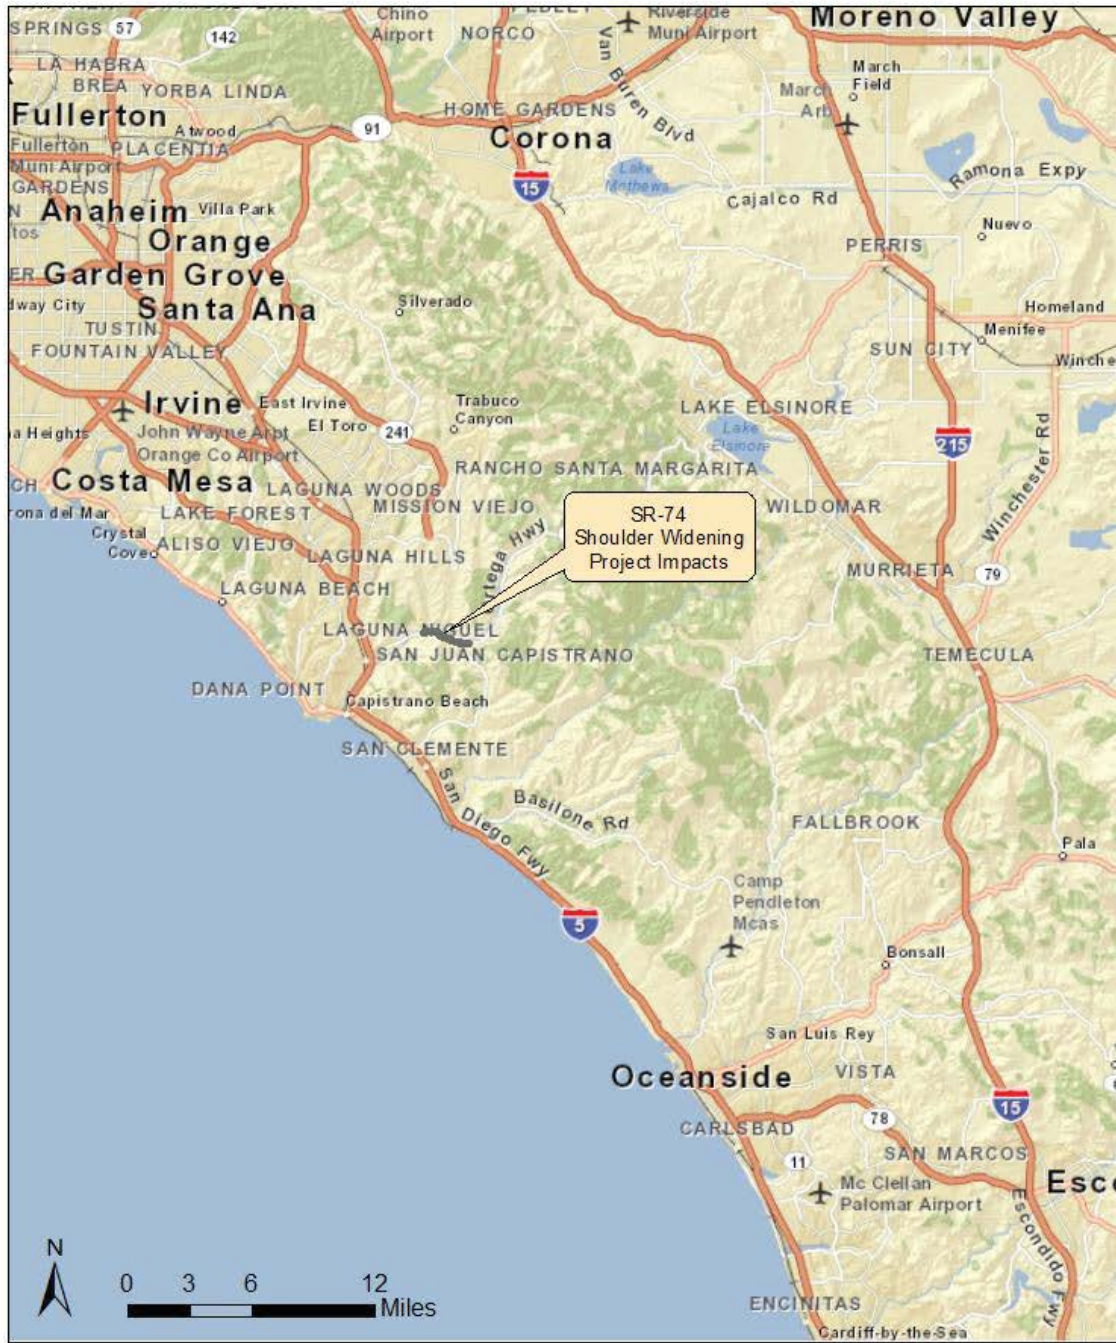 SPRINGS
57
142
Chino
Airport
NORCO
Riverside
Muni Airport
Moreno Valley
LA HABRA
BREA
YORBA LINDA
Van Buren Blvd
March
Field
March
Arb
HOME GARDENS
Fullerton
Atwood
91
Corona
Fullerton
Muni Airport
PLACENTIA
GARDENS
15
Lake
Mathews
Cajalco Rd
Ramona Expy
Anaheim
Villa Park
Nuevo
Orange
PERRIS
Garden Grove
Silverado
Homeland
Santa Ana
Menifee
TUSTIN
FOUNTAIN VALLEY
SUN CITY
Irvine
East Irvine
El Toro
Trabuco
Canyon
LAKE ELSINORE
Lake
Elsinore
241
215
John Wayne Arpt
Orange Co Airport
RANCHO SANTA MARGARITA
Winchester Rd
Costa Mesa
LAGUNA WOODS
MISSION VIEJO
WILDOMAR
LAKE FOREST
SR-74
Shoulder Widening
Project Impacts
Crystal
Cove
ALISO VIEJO
LAGUNA HILLS
Hwy
MURRIETA
79
LAGUNA BEACH
LAGUNA NIGUEL
SAN JUAN CAPISTRANO
TEMECULA
DANA POINT
Capistrano Beach
SAN CLEMENTE
San Diego Fwy
Basilone Rd
FALLBROOK
Pala
Camp
Pendleton
Mcas
5
Bonsall
San Luis Rey
Oceanside
VISTA
15
CARLSBAD
78
SAN MARCOS
11
Mc Clellan
Palomar Airport
Escondido Fwy
N
0 3 6 12
Miles
ENCINITAS
Cardiff-by-the-Sea